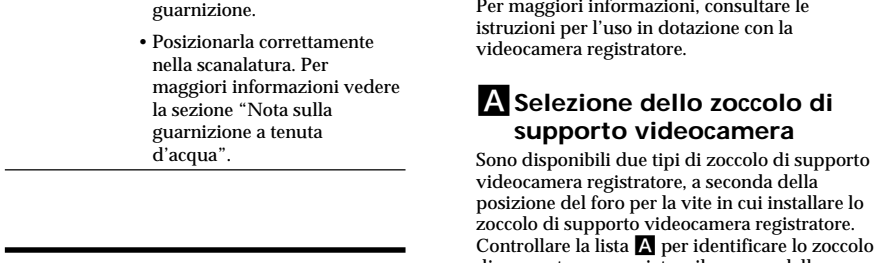 guarnizione.
• Posizionarla correttamente
nella scanalatura. Per
maggiori informazioni vedere
la sezione “Nota sulla
guarnizione a tenuta
d’acqua”.
Per maggiori informazioni, consultare le
istruzioni per l’uso in dotazione con la
videocamera registratore.
A Selezione dello zoccolo di
supporto videocamera
Sono disponibili due tipi di zoccolo di supporto
videocamera registratore, a seconda della
posizione del foro per la vite in cui installare lo
zoccolo di supporto videocamera registratore.
Controllare la lista A per identificare lo zoccolo